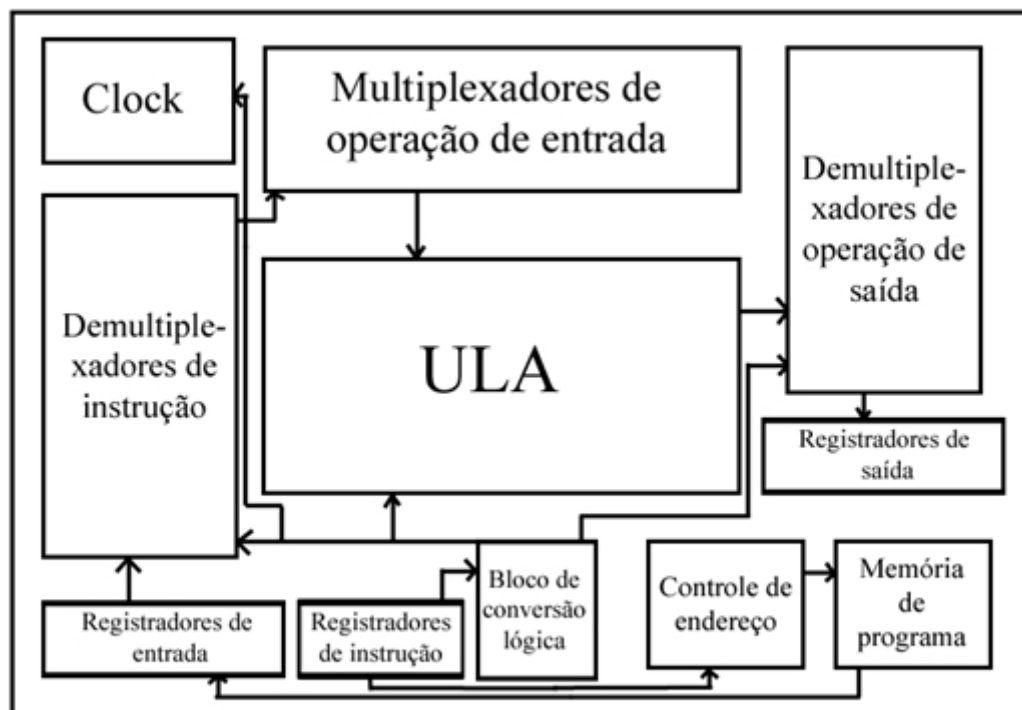 Clock
Multiplexadores de
operação de entrada
Demultiple-
xadores de
operação de
saída
Demultiple-
xadores de
instrução
ULA
Registradores de
saída
Registradores de
entrada
Registradores
de instrução
Bloco de
conversão
lógica
Controle de
endereço
Memória
de
programa